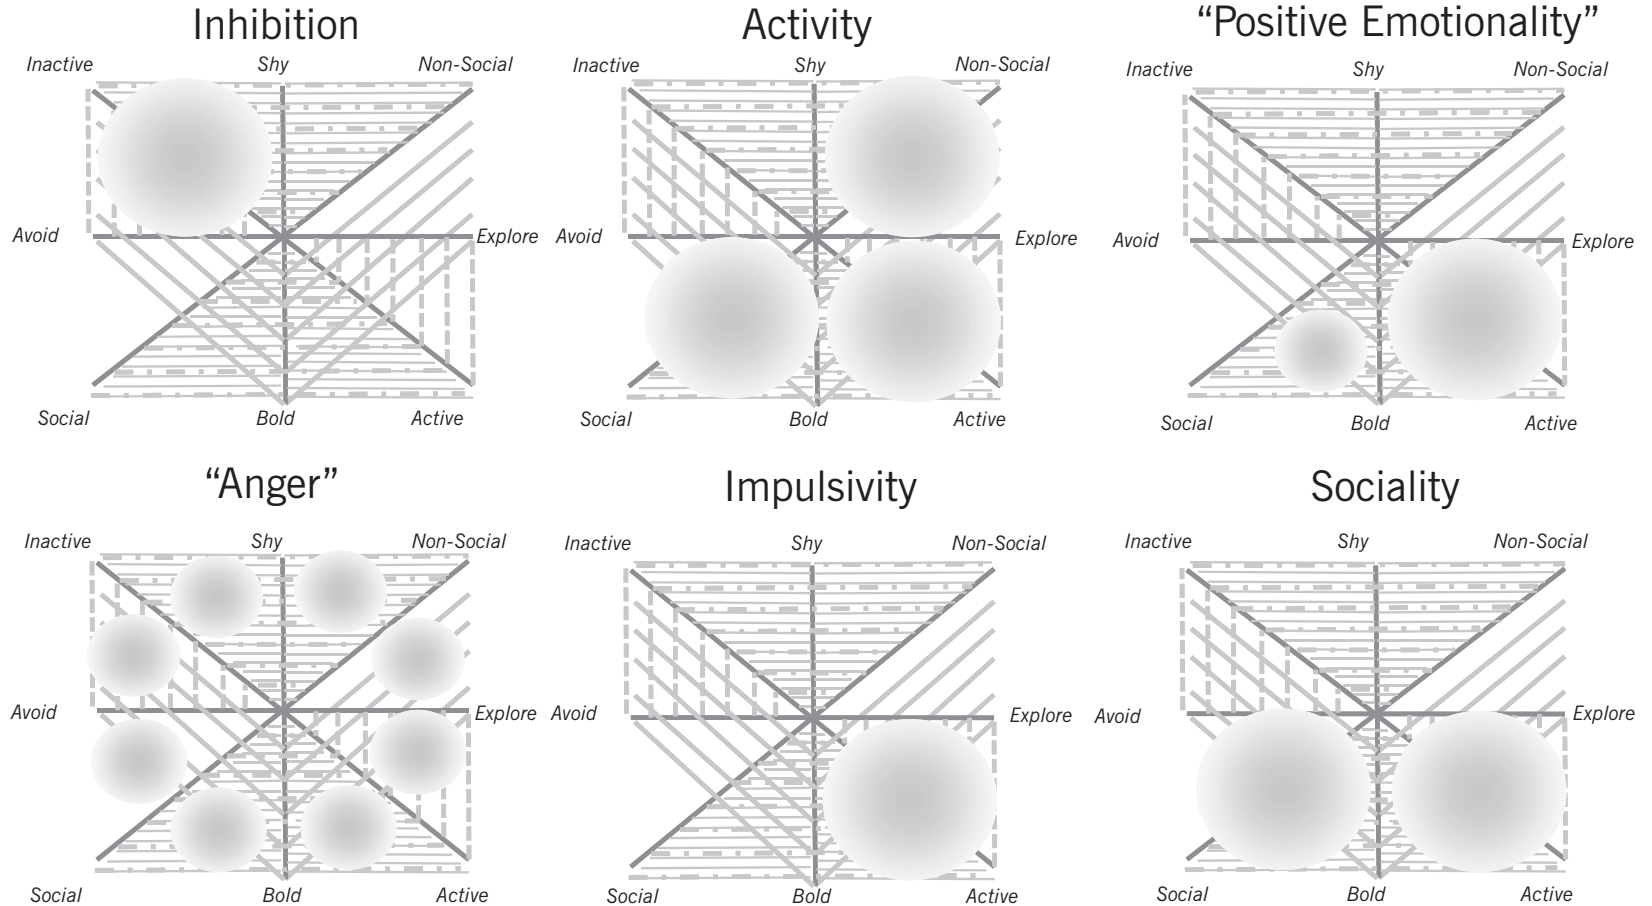 Inhibition
Activity
“Positive Emotionality”
Inactive
Shy
Non-Social
Inactive
Shy
Non-Social
Inactive
Shy
Non-Social
Avoid
Explore
Avoid
Explore
Avoid
Explore
Social
Bold
Active
Social
Bold
Active
Social
Bold
Active
“Anger”
Impulsivity
Sociality
Inactive
Shy
Non-Social
Inactive
Shy
Non-Social
Inactive
Shy
Non-Social
Avoid
Explore
Avoid
Explore
Avoid
Explore
Social
Bold
Active
Social
Bold
Active
Social
Bold
Active